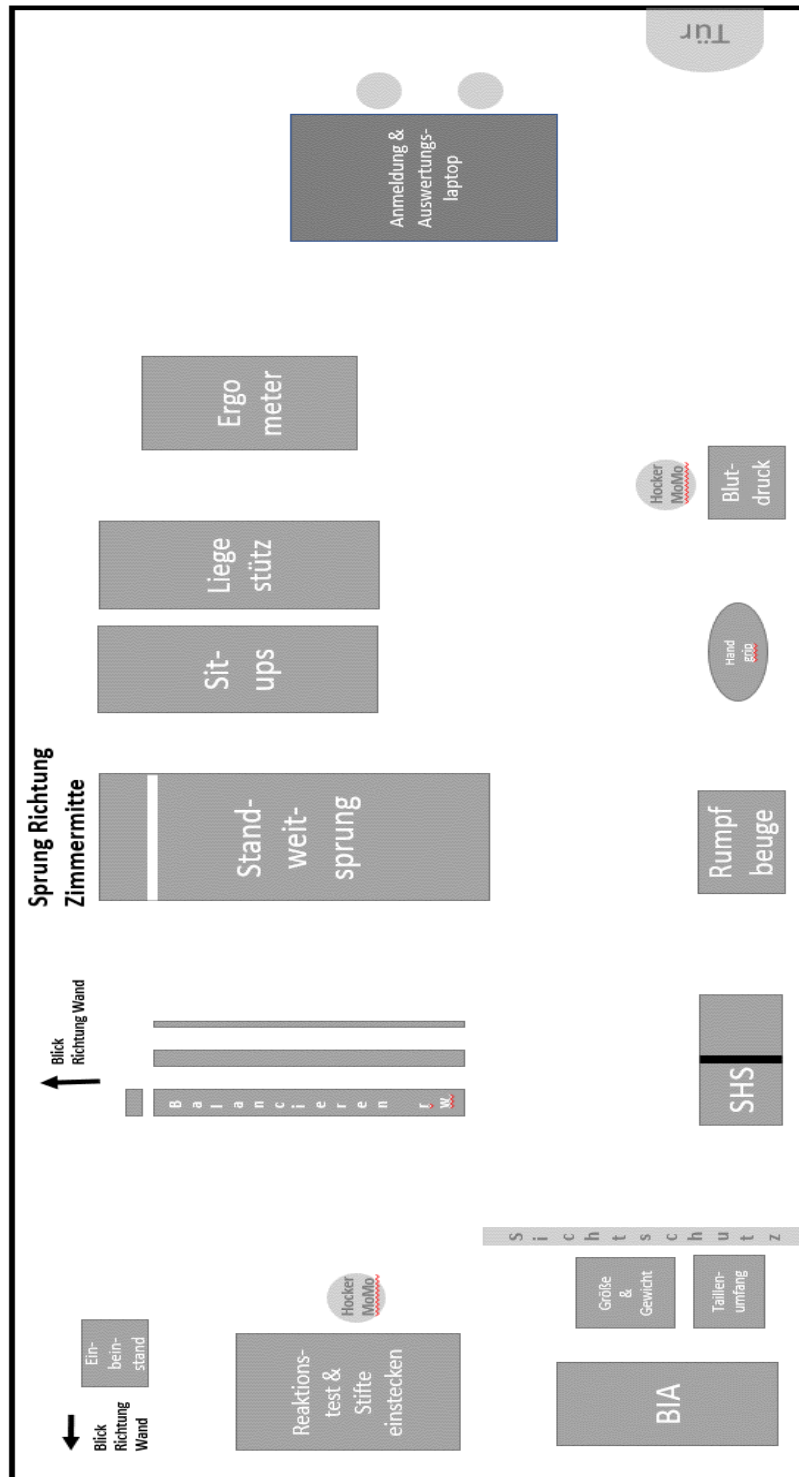 Blick
Richtung
Wand
Ein-
bein-
stand
Blick
Richtung Wand
Sprung Richtung
Zimmermitte
Reaktions-
test &
Stifte
einstecken
Hocker
MoMo
Balancieren rw
Stand-
weit-
sprung
Sit-
ups
Liege
stütz
Ergo
meter
Anmeldung &
Auswertungs-
laptop
BIA
Größe
&
Gewicht
Taillen-
umfang
Sichtschutz
SHS
Rumpf
beuge
Hand
grip
Hocker
MoMo
Blut-
druck
Tür